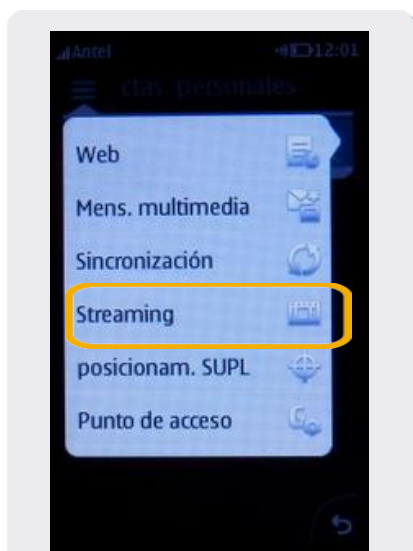 Antel 12:01
ctas. personales
Web
Mens. multimedia
Sincronización
Streaming
posicionam. SUPL
Punto de acceso